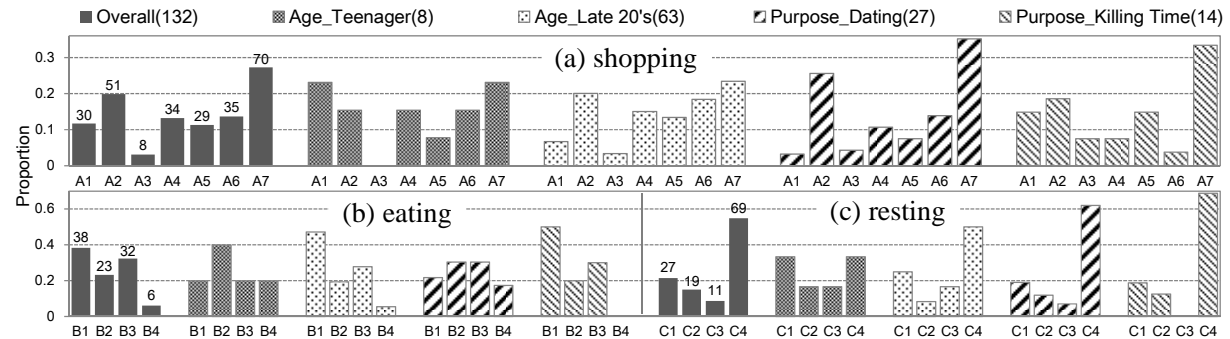 Overall(132) Age_Teenager(8) Age_Late 20's(63) Purpose_Dating(27) Purpose_Killing Time(14)
Proportion
(a) shopping
0.3
0.2
0.1
0
30 51 8 34 29 35 70
A1 A2 A3 A4 A5 A6 A7 A1 A2 A3 A4 A5 A6 A7 A1 A2 A3 A4 A5 A6 A7 A1 A2 A3 A4 A5 A6 A7 A1 A2 A3 A4 A5 A6 A7
(b) eating
0.6
0.4
0.2
0
38 23 32 6
B1 B2 B3 B4 B1 B2 B3 B4 B1 B2 B3 B4 B1 B2 B3 B4 B1 B2 B3 B4
(c) resting
27 19 11 69
C1 C2 C3 C4 C1 C2 C3 C4 C1 C2 C3 C4 C1 C2 C3 C4 C1 C2 C3 C4